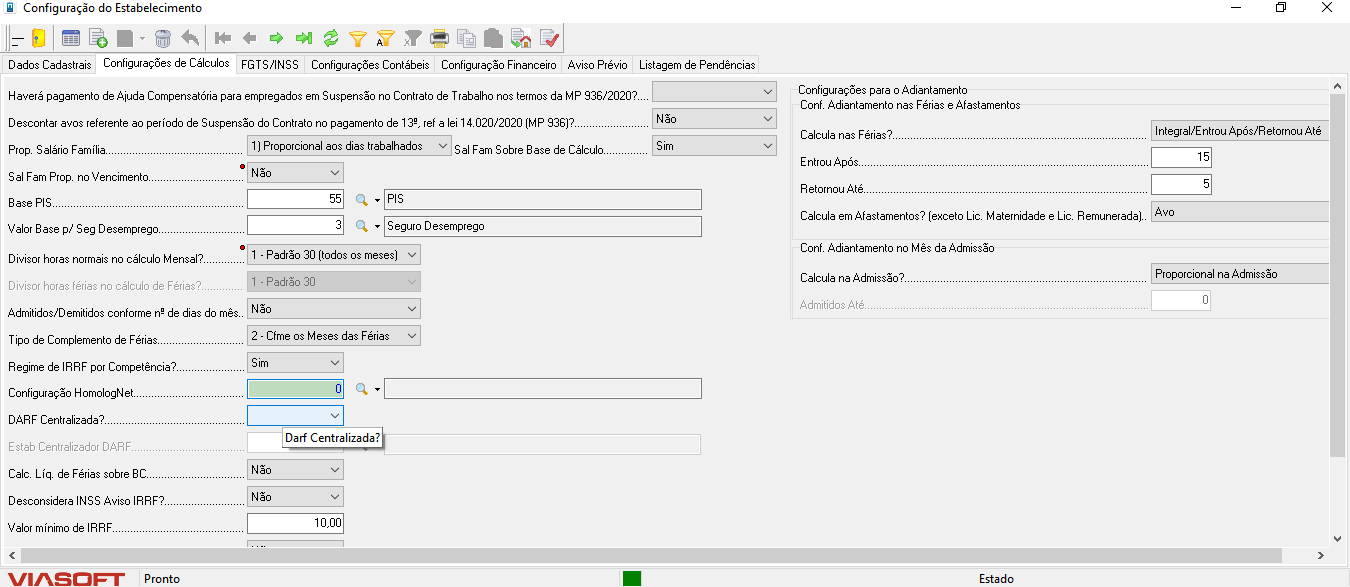 Configuração do Estabelecimento
A
Dados Cadastrais Configurações de Cálculos FGTS/INSS Configurações Contábeis Configuração Financeiro Aviso Prévio Listagem de Pendências
Haverá pagamento de Ajuda Compensatória para empregados em Suspensão no Contrato de Trabalho nos termos da MP 936/2020?....
Descontar avos referente ao período de Suspensão do Contrato no pagamento de 13º, ref a lei 14.020/2020 (MP 936)?.... Não
Prop. Salário Família.... 1) Proporcional aos dias trabalhados Sal Fam Sobre Base de Cálculo.... Sim
Sal Fam Prop. no Vencimento.... Não
Base PIS.... 55 PIS
Valor Base p/ Seg Desemprego.... 3 Seguro Desemprego
Divisor horas normais no cálculo Mensal?.... 1 - Padrão 30 (todos os meses)
Divisor horas férias no cálculo de Férias?.... 1 - Padrão 30
Admitidos/Demitidos conforme nº de dias do mês.. Não
Tipo de Complemento de Férias.... 2 - Cfme os Meses das Férias
Regime de IRRF por Competência?.... Sim
Configuração HomologNet.... 0
DARF Centralizada?....
Darf Centralizada?
Estab Centralizador DARF....
Calc. Líq. de Férias sobre BC.... Não
Desconsidera INSS Aviso IRRF?.... Não
Valor mínimo de IRRF.... 10,00
Configurações para o Adiantamento
Conf. Adiantamento nas Férias e Afastamentos
Calcula nas Férias?.... Integral/Entrou Após/Retornou Até
Entrou Após.... 15
Retornou Até.... 5
Calcula em Afastamentos? (exceto Lic. Maternidade e Lic. Remunerada).. Avo
Conf. Adiantamento no Mês da Admissão
Calcula na Admissão?.... Proporcional na Admissão
Admitidos Até.... 0
VIASOFT Pronto Estado